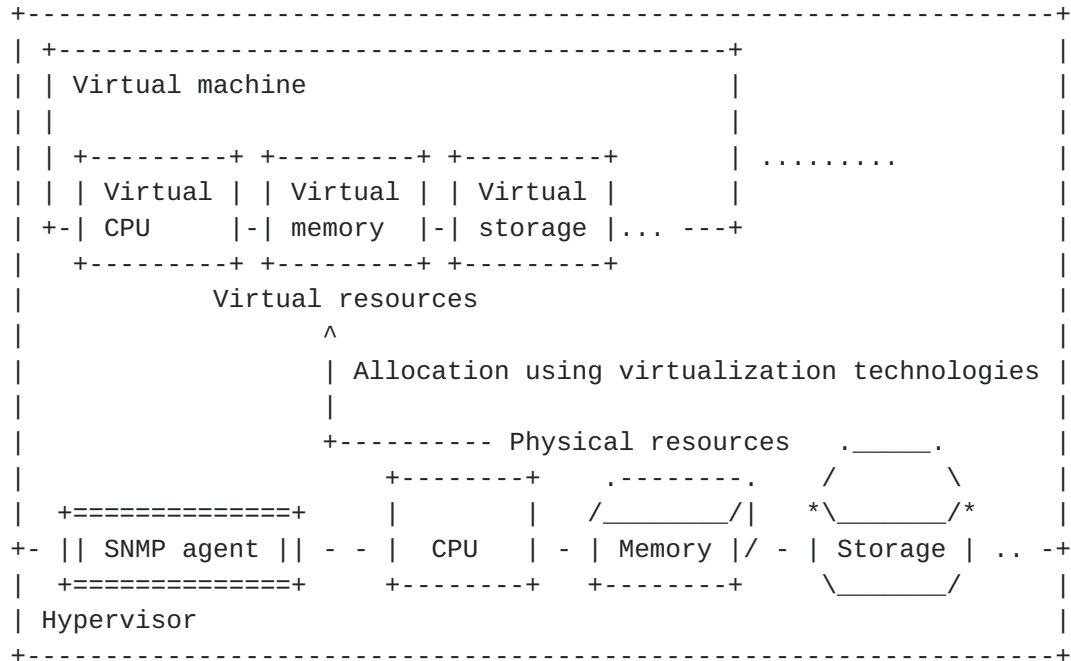 Virtual machine
.........
Virtual Virtual Virtual
CPU memory storage ...
Virtual resources
Allocation using virtualization technologies
Physical resources
SNMP agent CPU Memory Storage ..
Hypervisor